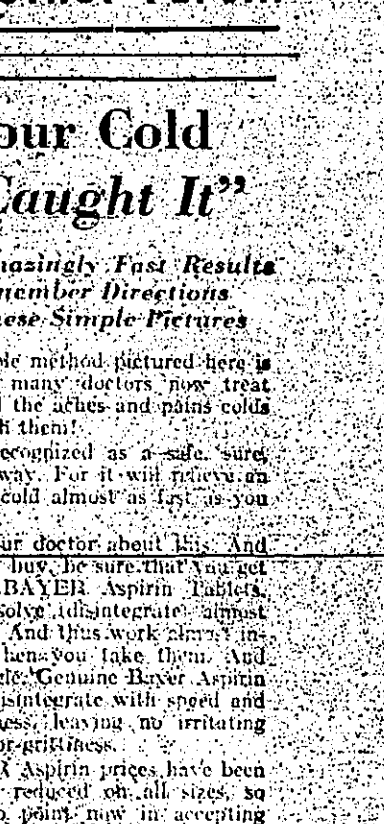 our Cold
Caught It”
mazingly Fast Results
member Directions
hese Simple Pictures
ple method pictured here is
many doctors now treat
the aches and pains colds
h them!
ecognized as a safe, sure,
way. For it will relieve an
cold almost as fast as you
ur doctor about this. And
buy, be sure that you get
BAYER Aspirin Tablets.
solve (disintegrate) almost
And thus work almost in-
hen you take them. And
Genuine Bayer Aspirin
isintegrate with speed and
ness, leaving no irritating
or grittiness.
R Aspirin prices have been
reduced on all sizes, so
o point now in accepting